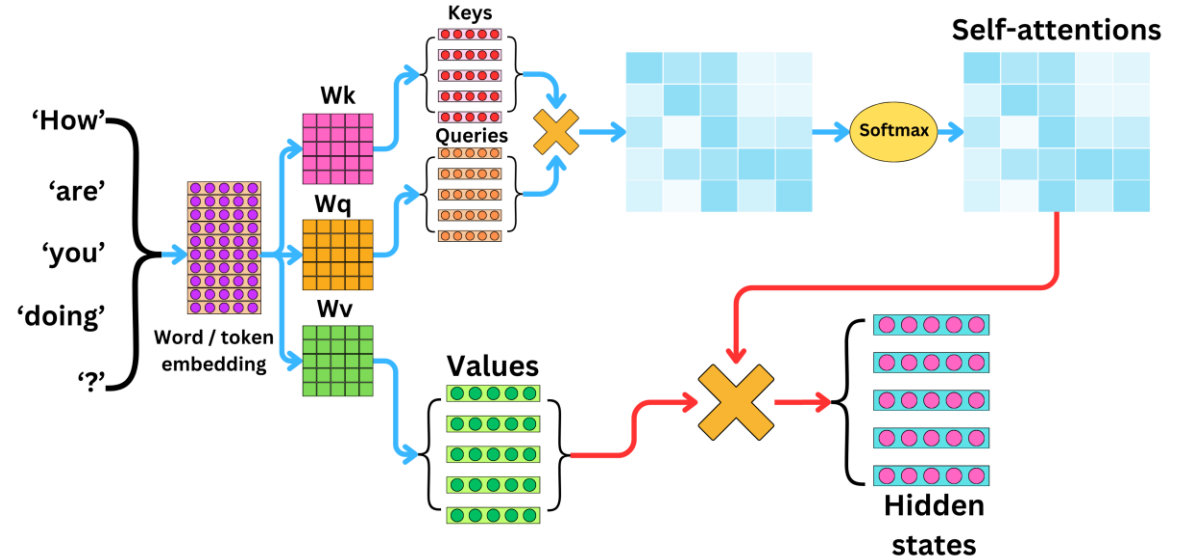 Keys
Self-attentions
Wk
‘How’
Softmax
Queries
‘are’
Wq
‘you’
Wv
‘doing’
Word / token
embedding
Values
‘?’
Hidden
states